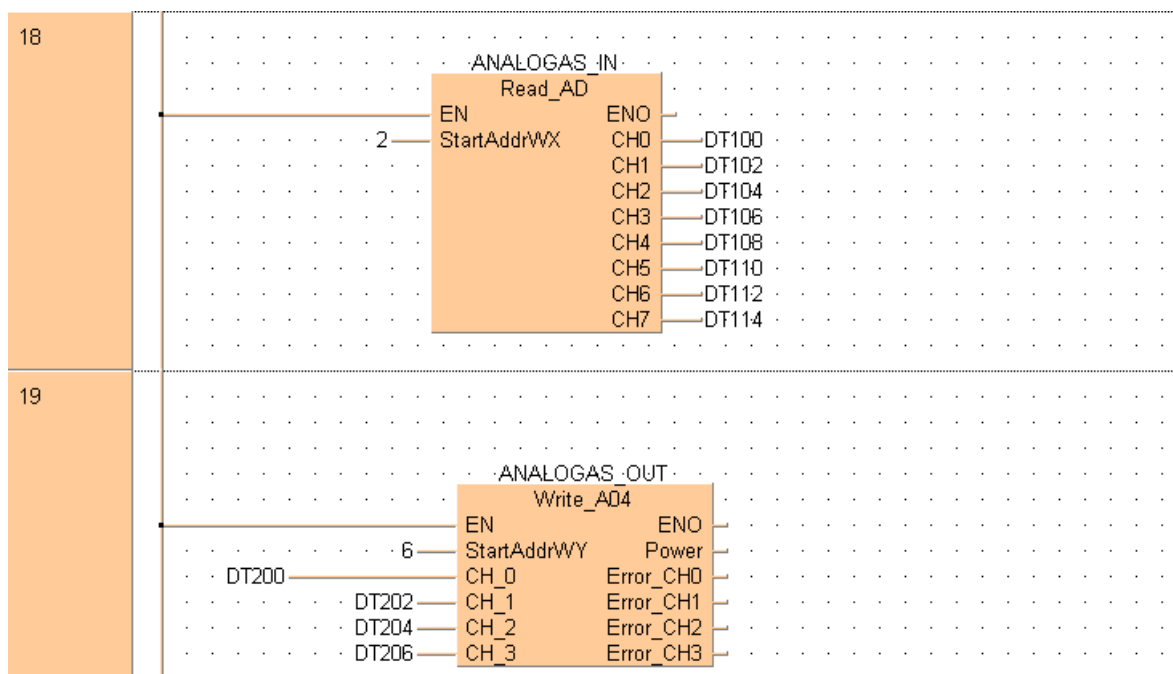 18
ANALOGAS_IN
Read_AD
EN ENO
2 StartAddrWX CH0 DT100
CH1 DT102
CH2 DT104
CH3 DT106
CH4 DT108
CH5 DT110
CH6 DT112
CH7 DT114
19
ANALOGAS_OUT
Write_A04
EN ENO
6 StartAddrWY Power
DT200 CH_0 Error_CH0
DT202 CH_1 Error_CH1
DT204 CH_2 Error_CH2
DT206 CH_3 Error_CH3